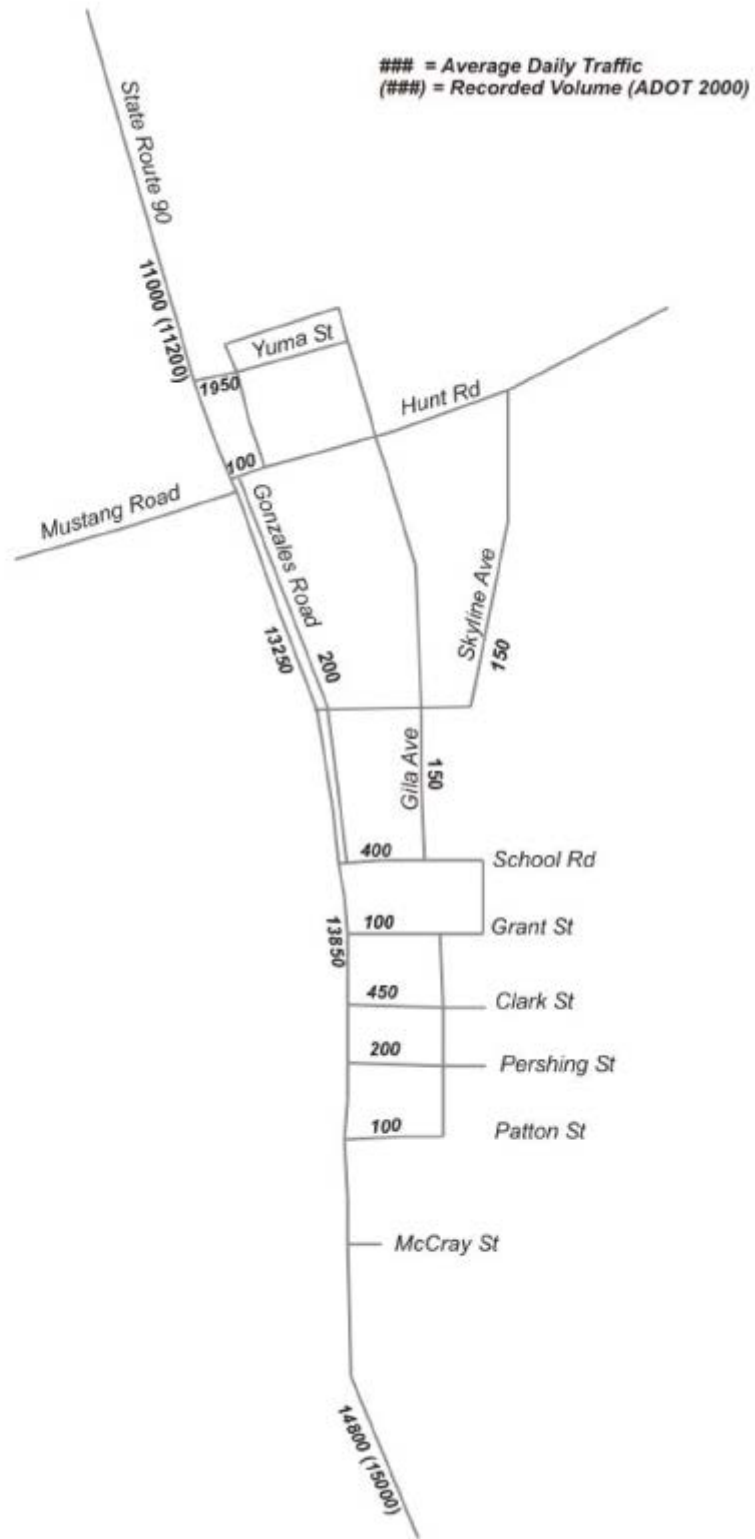 ### = Average Daily Traffic
(###) = Recorded Volume (ADOT 2000)
State Route 90
11000 (11200)
Yuma St
1950
Hunt Rd
100
Mustang Road
Gonzales Road
Skyline Ave
13250
200
150
Gila Ave
150
400
School Rd
13850
100
Grant St
450
Clark St
200
Pershing St
100
Patton St
McCray St
14800 (15000)